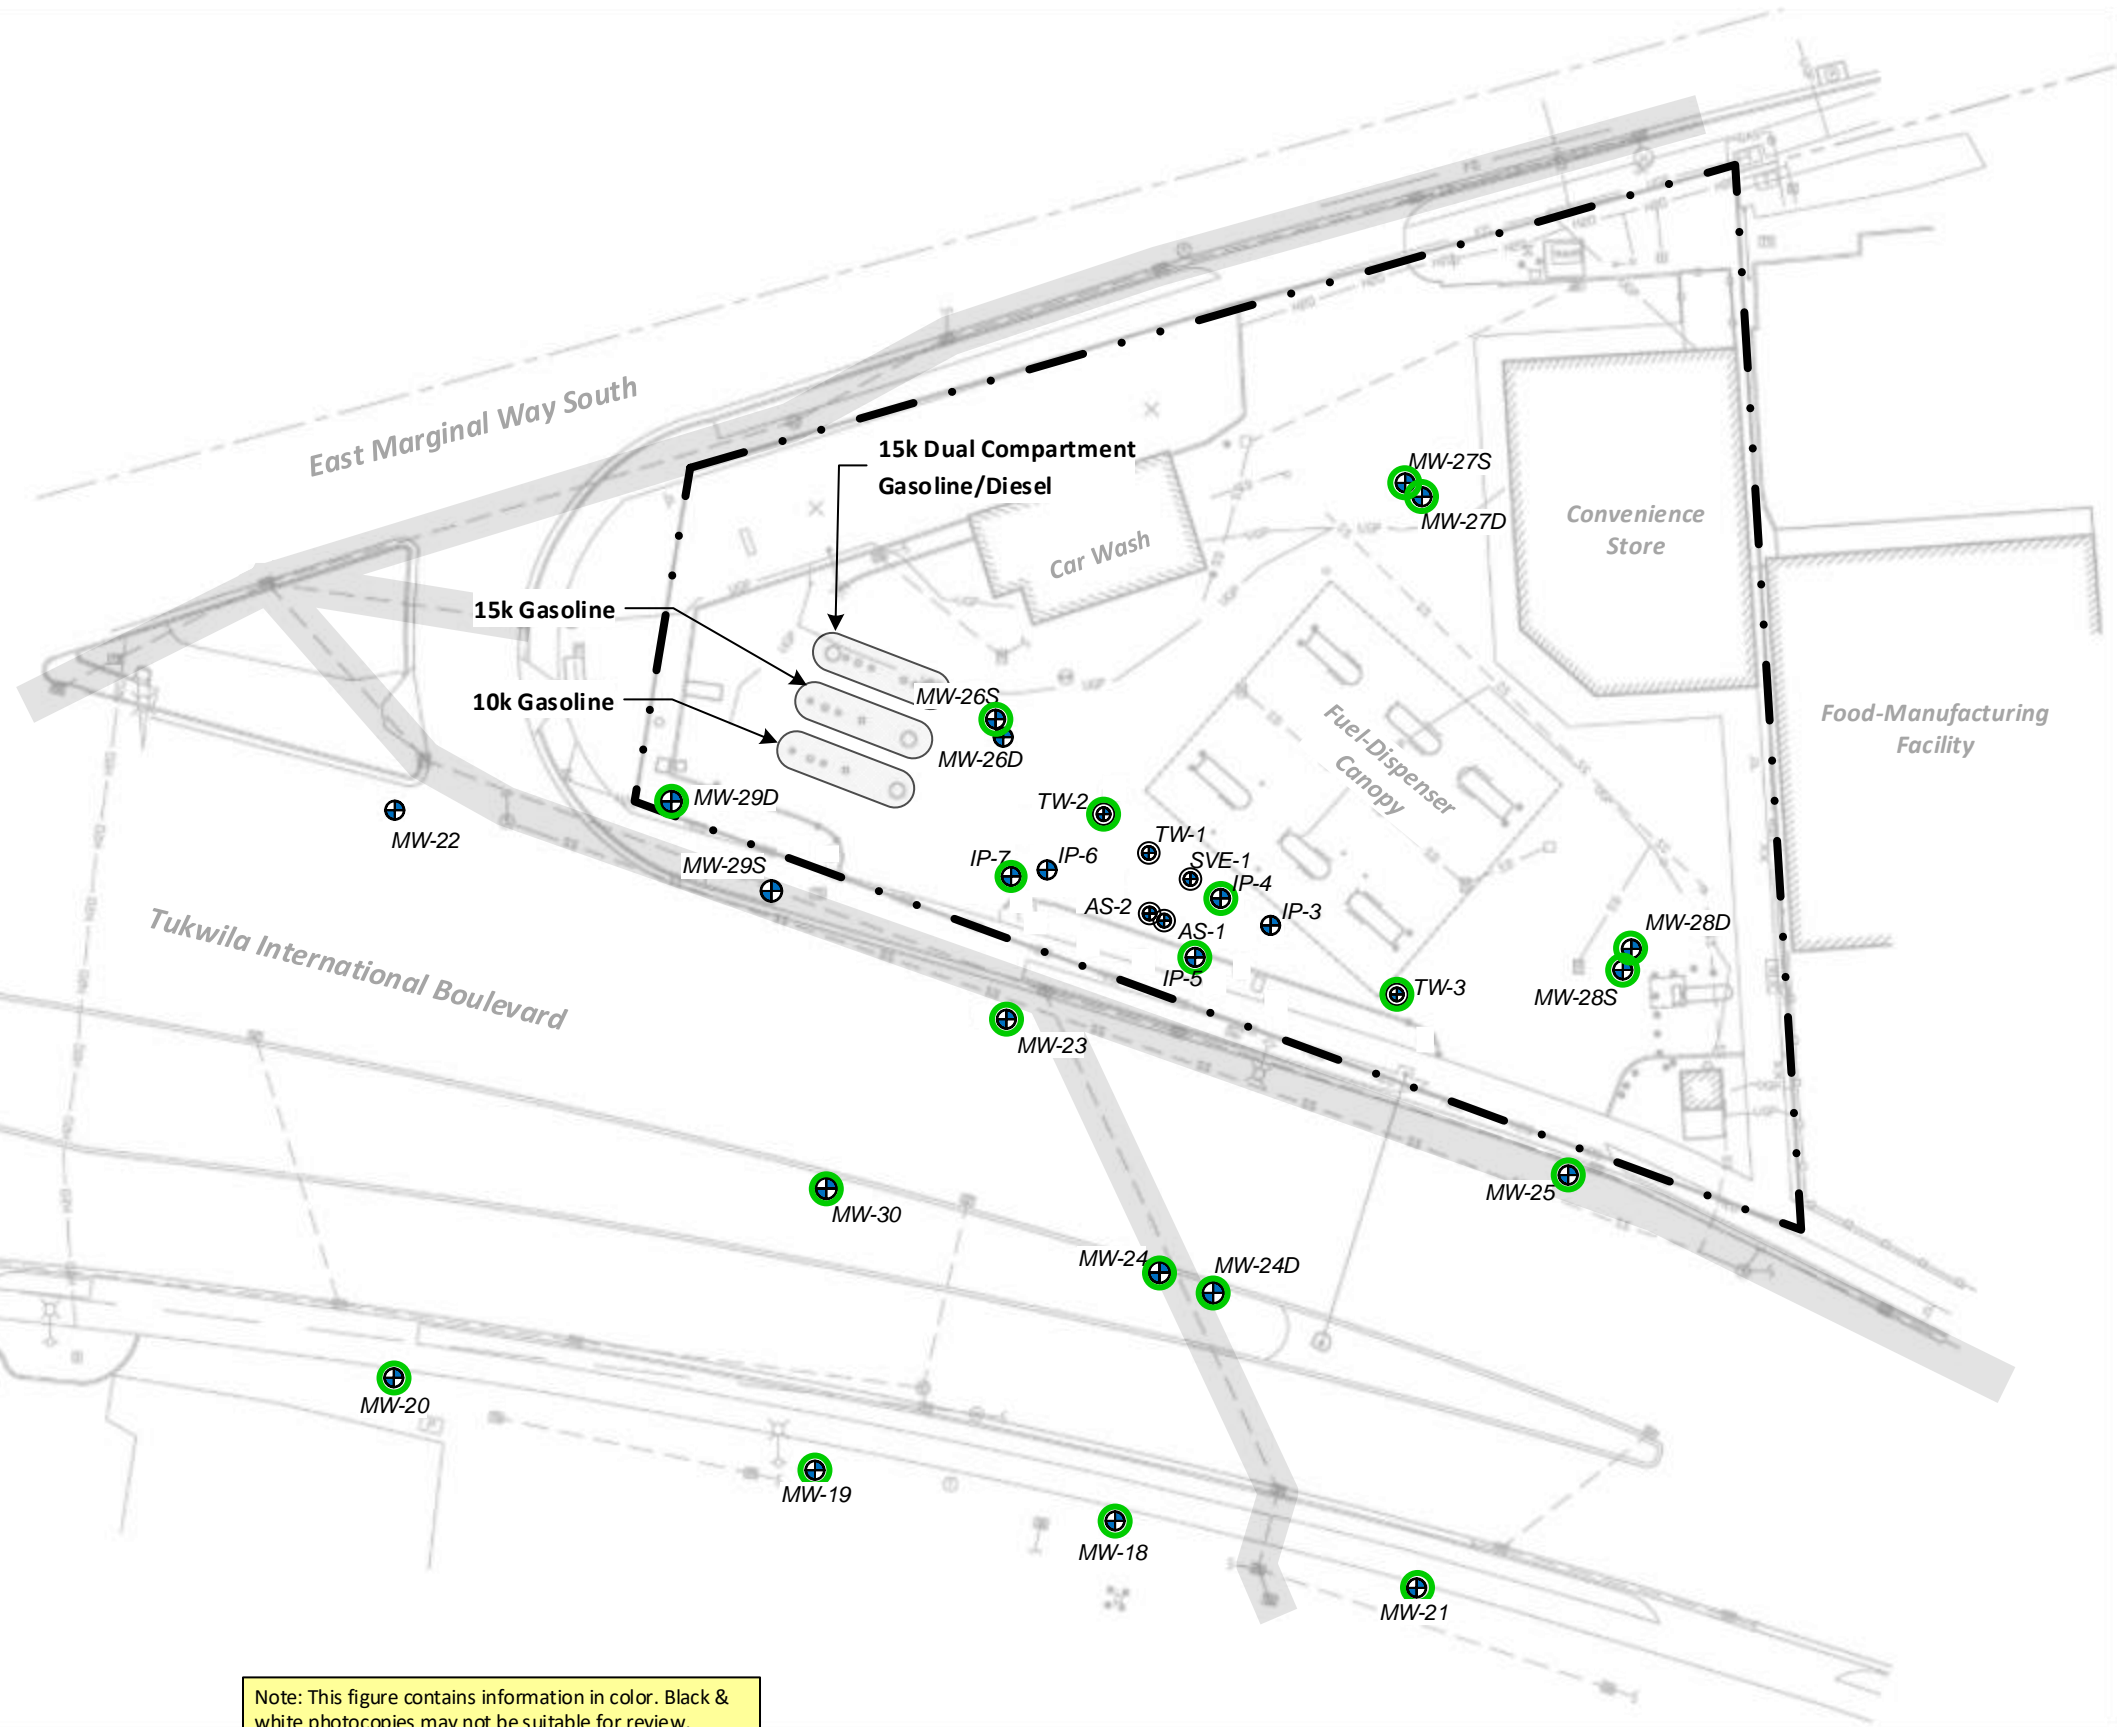 East Marginal Way South
15k Dual Compartment
Gasoline/Diesel
MW-27S
MW-27D
Convenience
Store
Car Wash
15k Gasoline
10k Gasoline
MW-26S
MW-26D
Fuel-Dispenser
Canopy
Food-Manufacturing
Facility
MW-29D
MW-22
MW-29S
TW-2
TW-1
IP-7
IP-6
SVE-1
IP-4
AS-2
IP-3
AS-1
IP-5
MW-28D
MW-28S
TW-3
Tukwila International Boulevard
MW-23
MW-30
MW-25
MW-24
MW-24D
MW-20
MW-19
MW-18
MW-21
Note: This figure contains information in color. Black &
white photocopies may not be suitable for review.